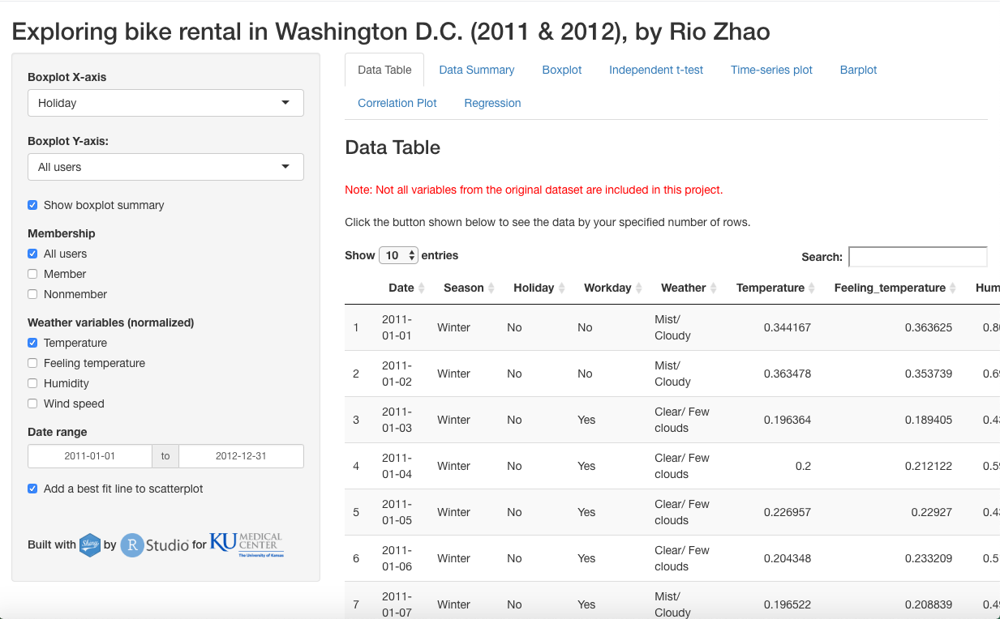 Exploring bike rental in Washington D.C. (2011 & 2012), by Rio Zhao
Boxplot X-axis
Holiday
Boxplot Y-axis:
All users
Show boxplot summary
Membership
All users
Member
Nonmember
Weather variables (normalized)
Temperature
Feeling temperature
Humidity
Wind speed
Date range
2011-01-01 to 2012-12-31
Add a best fit line to scatterplot
Built with Shiny by R Studio for KU MEDICAL
CENTER
The University of Kansas
Data Table Data Summary Boxplot Independent t-test Time-series plot Barplot
Correlation Plot Regression
Data Table
Note: Not all variables from the original dataset are included in this project.
Click the button shown below to see the data by your specified number of rows.
Show 10 entries Search:
Date Season Holiday Workday Weather Temperature Feeling_temperature Hum
1 2011-
01-01 Winter No No Mist/
Cloudy 0.344167 0.363625
2 2011-
01-02 Winter No No Mist/
Cloudy 0.363478 0.353739
3 2011-
01-03 Winter No Yes Clear/ Few
clouds 0.196364 0.189405
4 2011-
01-04 Winter No Yes Clear/ Few
clouds 0.2 0.212122
5 2011-
01-05 Winter No Yes Clear/ Few
clouds 0.226957 0.22927
6 2011-
01-06 Winter No Yes Clear/ Few
clouds 0.204348 0.233209
7 2011-
01-07 Winter No Yes Mist/
Cloudy 0.196522 0.208839